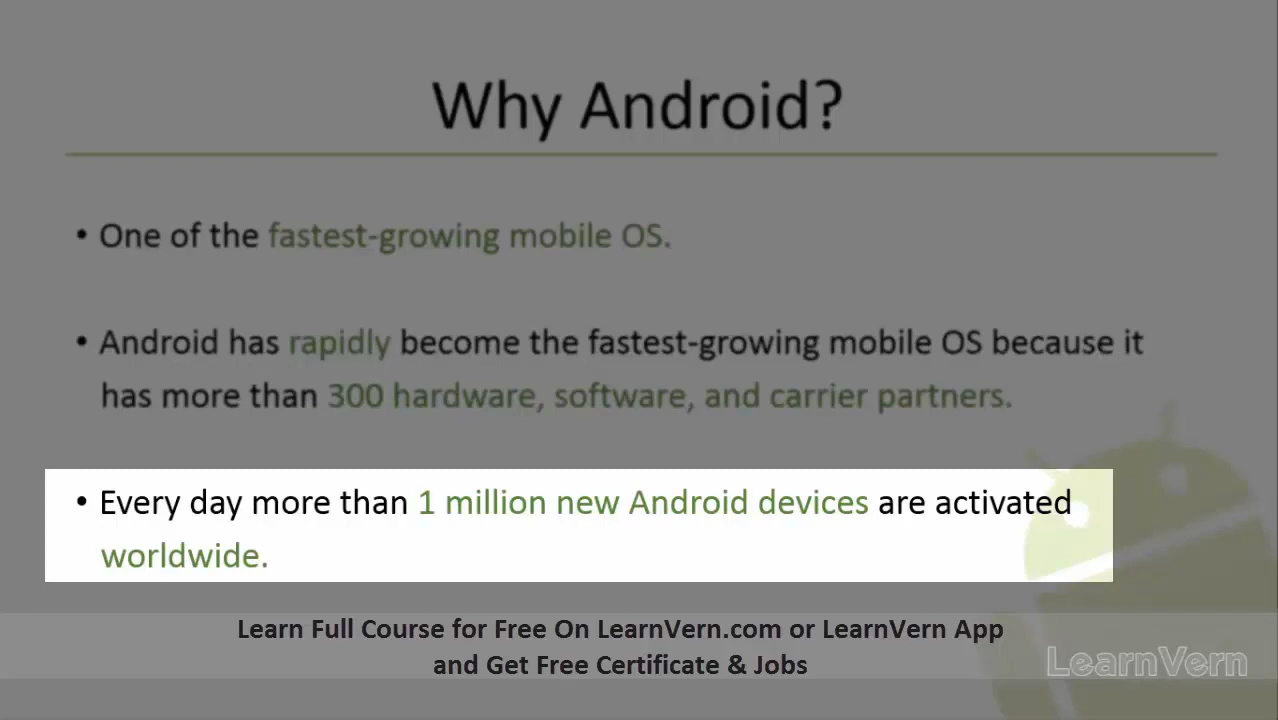 Why Android?
• One of the fastest-growing mobile OS.
• Android has rapidly become the fastest-growing mobile OS because it
has more than 300 hardware, software, and carrier partners.
• Every day more than 1 million new Android devices are activated
worldwide.
Learn Full Course for Free On LearnVern.com or LearnVern App
and Get Free Certificate & Jobs
LearnVern